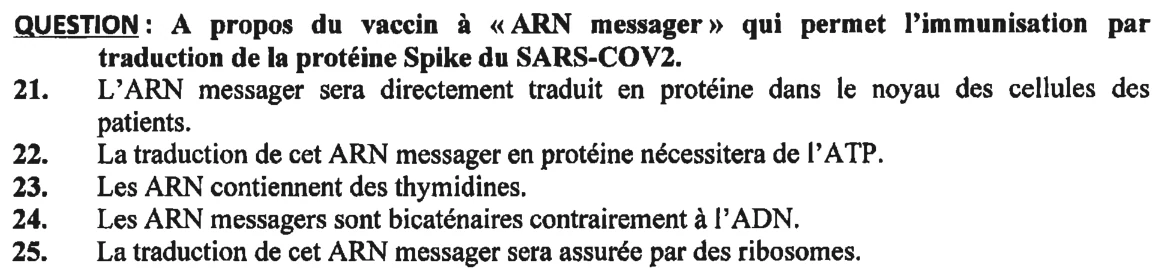 QUESTION : A propos du vaccin à « ARN messager » qui permet l'immunisation par
traduction de la protéine Spike du SARS-COV2.
21. L'ARN messager sera directement traduit en protéine dans le noyau des cellules des
patients.
22. La traduction de cet ARN messager en protéine nécessitera de l'ATP.
23. Les ARN contiennent des thymidines.
24. Les ARN messagers sont bicaténaires contrairement à l'ADN.
25. La traduction de cet ARN messager sera assurée par des ribosomes.